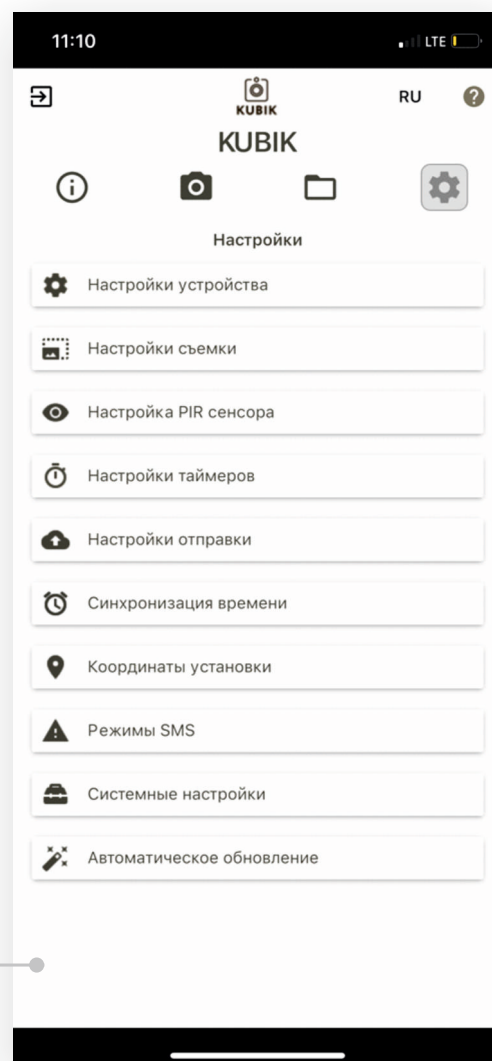 11:10 LTE
KUBIK RU ?
KUBIK
Настройки
Настройки устройства
Настройки съемки
Настройка PIR сенсора
Настройки таймеров
Настройки отправки
Синхронизация времени
Координаты установки
Режимы SMS
Системные настройки
Автоматическое обновление